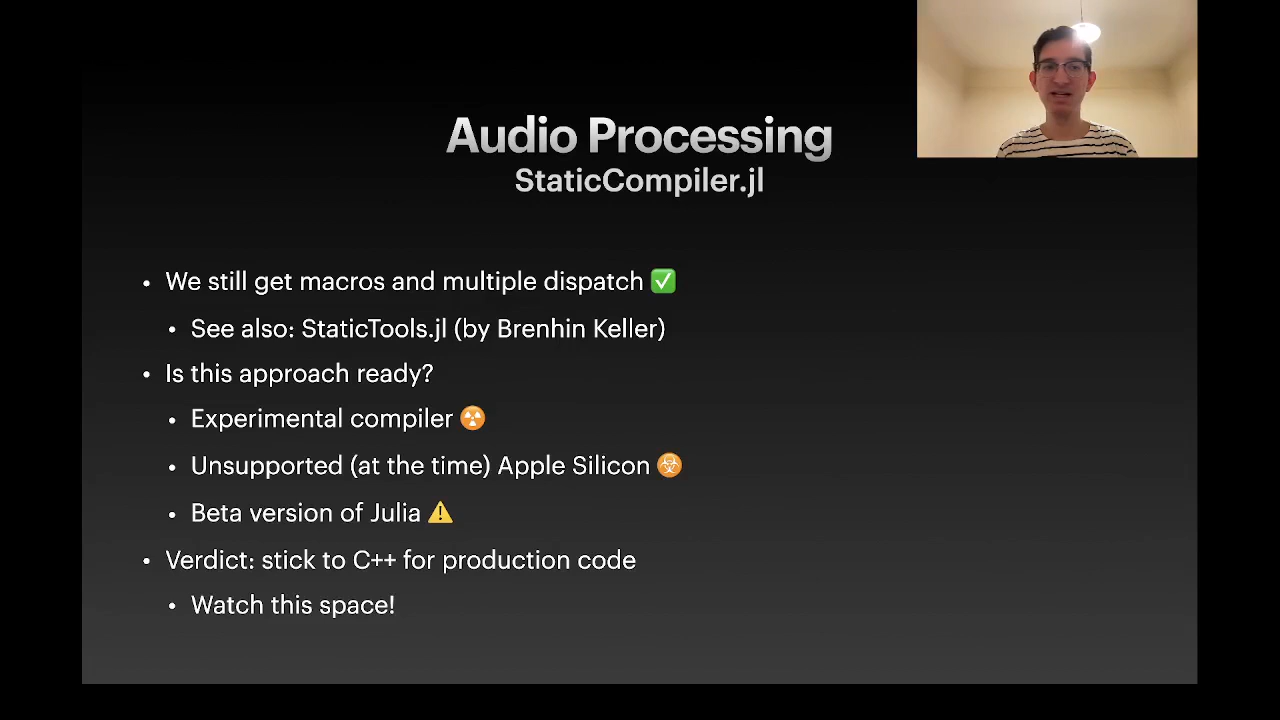 Audio Processing
StaticCompiler.jl
• We still get macros and multiple dispatch ✅
• See also: StaticTools.jl (by Brenhin Keller)
• Is this approach ready?
• Experimental compiler ☢️
• Unsupported (at the time) Apple Silicon ☣️
• Beta version of Julia ⚠️
• Verdict: stick to C++ for production code
• Watch this space!